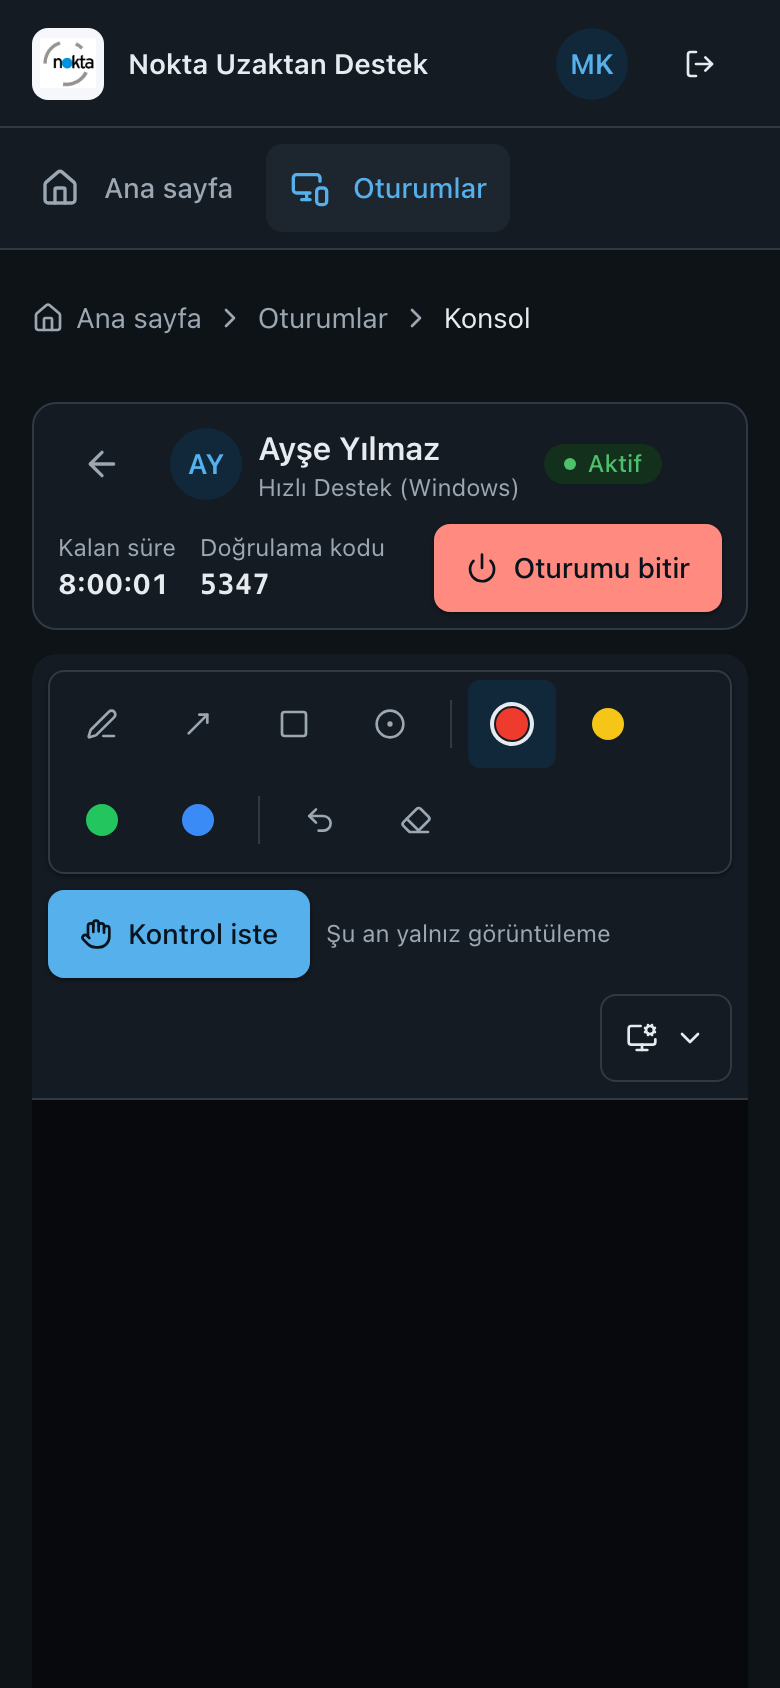 nokta
Nokta Uzaktan Destek
MK
Ana sayfa
Oturumlar
Ana sayfa > Oturumlar > Konsol
AY
Ayşe Yılmaz
Hızlı Destek (Windows)
Aktif
Kalan süre
8:00:01
Doğrulama kodu
5347
Oturumu bitir
Kontrol iste
Şu an yalnız görüntüleme